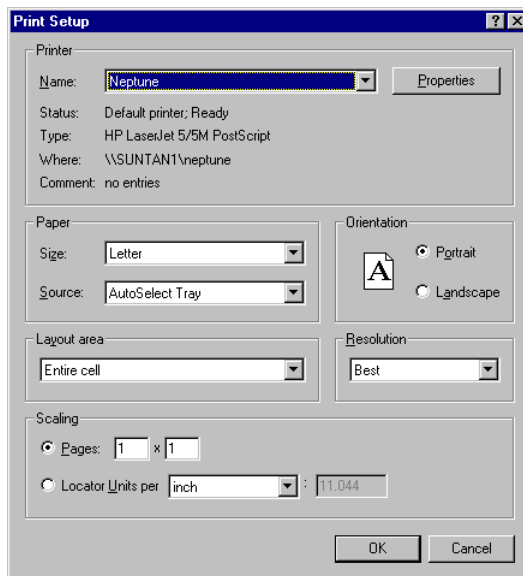 Print Setup
Printer
Name: Neptune Properties
Status: Default printer; Ready
Type: HP LaserJet 5/5M PostScript
Where: \\SUNTAN1\neptune
Comment: no entries
Paper
Size: Letter
Source: AutoSelect Tray
Orientation
A
Portrait
Landscape
Layout area
Entire cell
Resolution
Best
Scaling
Pages: 1 x 1
Locator Units per inch : 11.044
OK Cancel